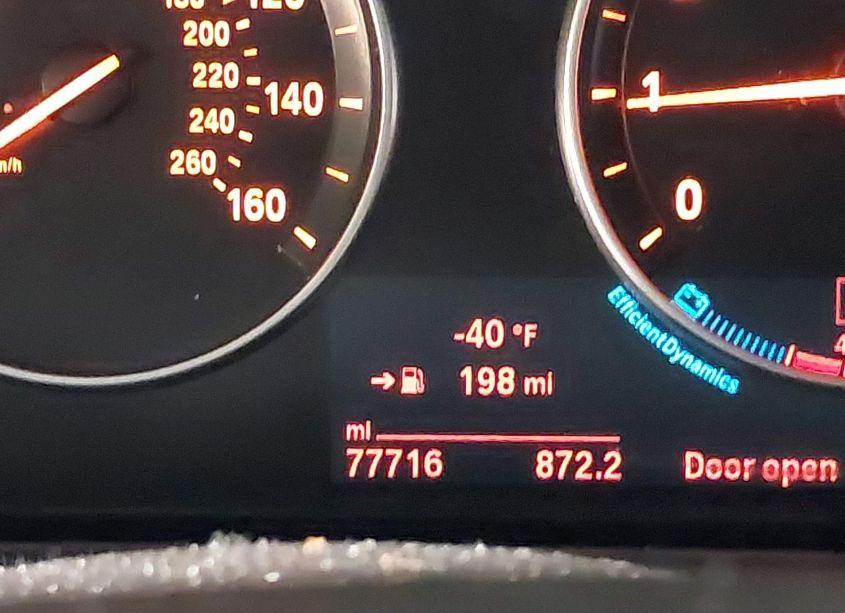 120
200
220
140
240
260
160
1
0
EfficientDynamics
-40 °F
198 mi
mi
77716 872.2
Door open